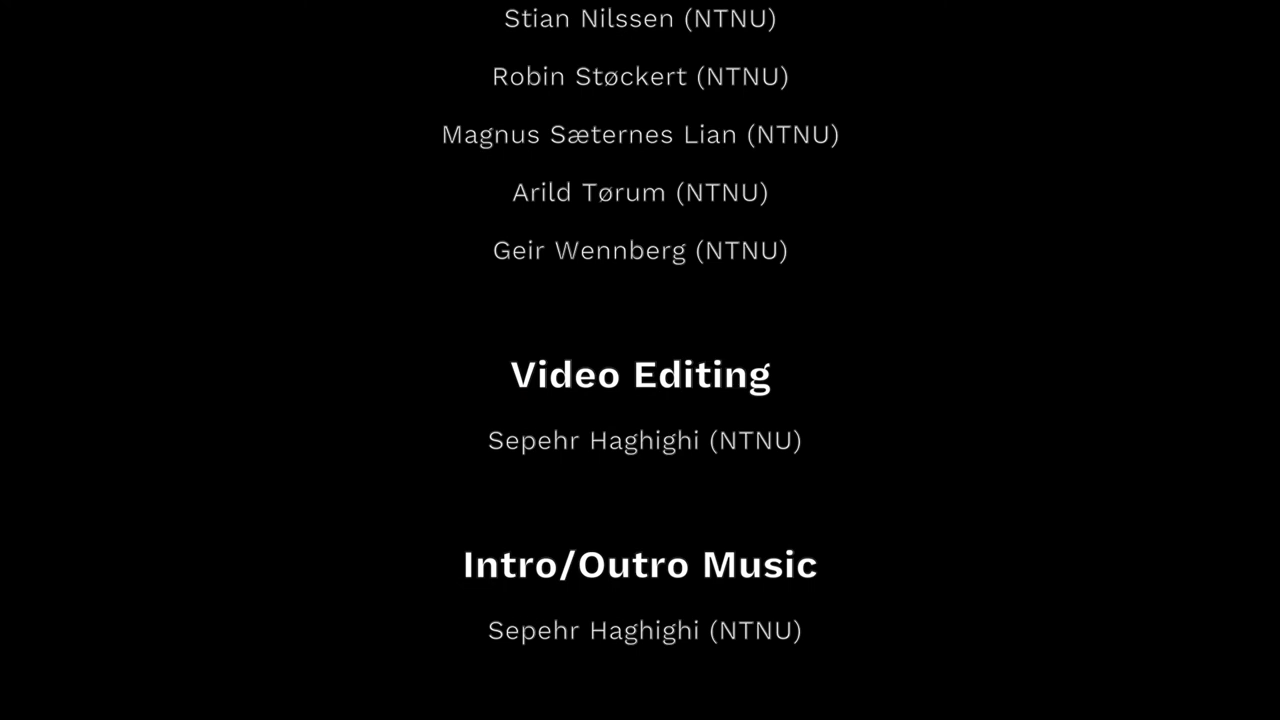 Stian Nilssen (NTNU)
Robin Støckert (NTNU)
Magnus Sæternes Lian (NTNU)
Arild Tørum (NTNU)
Geir Wennberg (NTNU)
Video Editing
Sepehr Haghighi (NTNU)
Intro/Outro Music
Sepehr Haghighi (NTNU)